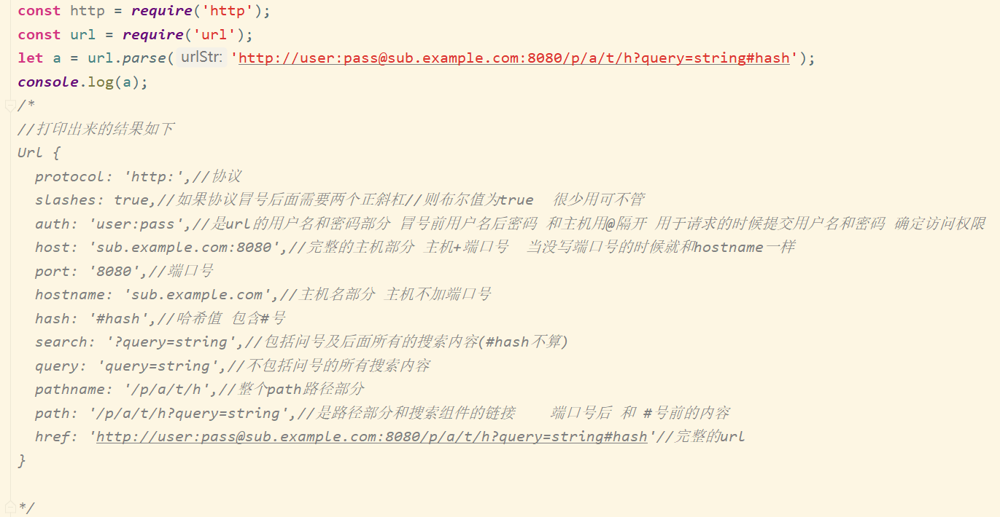 const http = require('http');
const url = require('url');
let a = url.parse( urlStr: 'http://user:pass@sub.example.com:8080/p/a/t/h?query=string#hash');
console.log(a);
/*
//打印出来的结果如下
Url {
  protocol: 'http:',//协议
  slashes: true,//如果协议冒号后面需要两个正斜杠//则布尔值为true  很少用可不管
  auth: 'user:pass',//是url的用户名和密码部分 冒号前用户名后密码 和主机用@隔开 用于请求的时候提交用户名和密码 确定访问权限
  host: 'sub.example.com:8080',//完整的主机部分 主机+端口号  当没写端口号的时候就和hostname一样
  port: '8080',//端口号
  hostname: 'sub.example.com',//主机名部分 主机不加端口号
  hash: '#hash',//哈希值 包含#号
  search: '?query=string',//包括问号及后面所有的搜索内容(#hash不算)
  query: 'query=string',//不包括问号的所有搜索内容
  pathname: '/p/a/t/h',//整个path路径部分
  path: '/p/a/t/h?query=string',//是路径部分和搜索组件的链接    端口号后 和 #号前的内容
  href: 'http://user:pass@sub.example.com:8080/p/a/t/h?query=string#hash'//完整的url
}
*/